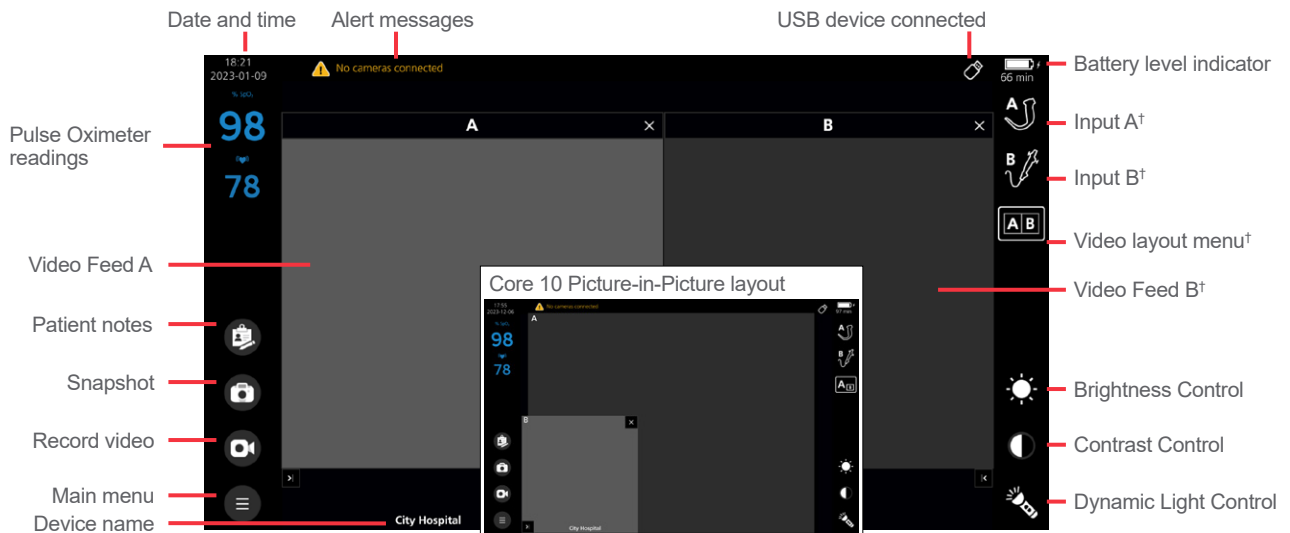 Date and time
Alert messages
USB device connected
18:21
2023-01-09
No cameras connected
66 min
Battery level indicator
% SpO₂
98
78
Pulse Oximeter
readings
A
B
A
Input A†
B
Input B†
A B
Video layout menu†
Video Feed A
Video Feed B†
Patient notes
Snapshot
Record video
Main menu
Device name
City Hospital
Brightness Control
Contrast Control
Dynamic Light Control
Core 10 Picture-in-Picture layout
17:55
2023-12-06
No cameras connected
97 min
% SpO₂
98
78
A
A
B
A B
B
City Hospital